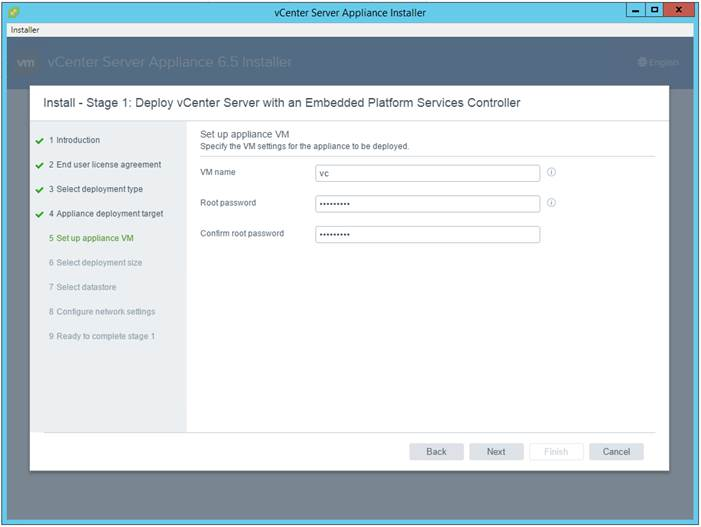 vCenter Server Appliance Installer
Installer
vm vCenter Server Appliance 6.5 Installer
English
Install - Stage 1: Deploy vCenter Server with an Embedded Platform Services Controller
1 Introduction
2 End user license agreement
3 Select deployment type
4 Appliance deployment target
5 Set up appliance VM
6 Select deployment size
7 Select datastore
8 Configure network settings
9 Ready to complete stage 1
Set up appliance VM
Specify the VM settings for the appliance to be deployed.
VM name
vc
Root password
•••••••••
Confirm root password
•••••••••
Back
Next
Finish
Cancel